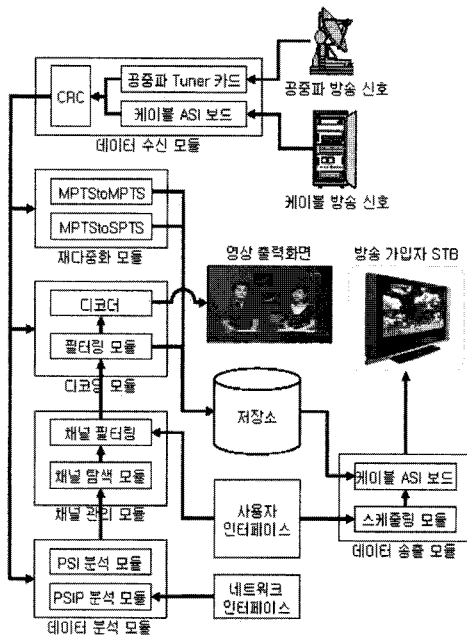 공중파 Tuner 카드
CRC
케이블 ASI 보드
데이터 수신 모듈
공중파 방송 신호
케이블 방송 신호
MPTStoMPTS
MPTStoSPTS
재다중화 모듈
영상 출력화면
방송 가입자 STB
디코더
필터링 모듈
디코딩 모듈
저장소
채널 필터링
채널 탐색 모듈
채널 관리 모듈
사용자
인터페이스
케이블 ASI 보드
스케줄링 모듈
데이터 송출 모듈
PSI 분석 모듈
PSIP 분석 모듈
데이터 분석 모듈
네트워크
인터페이스